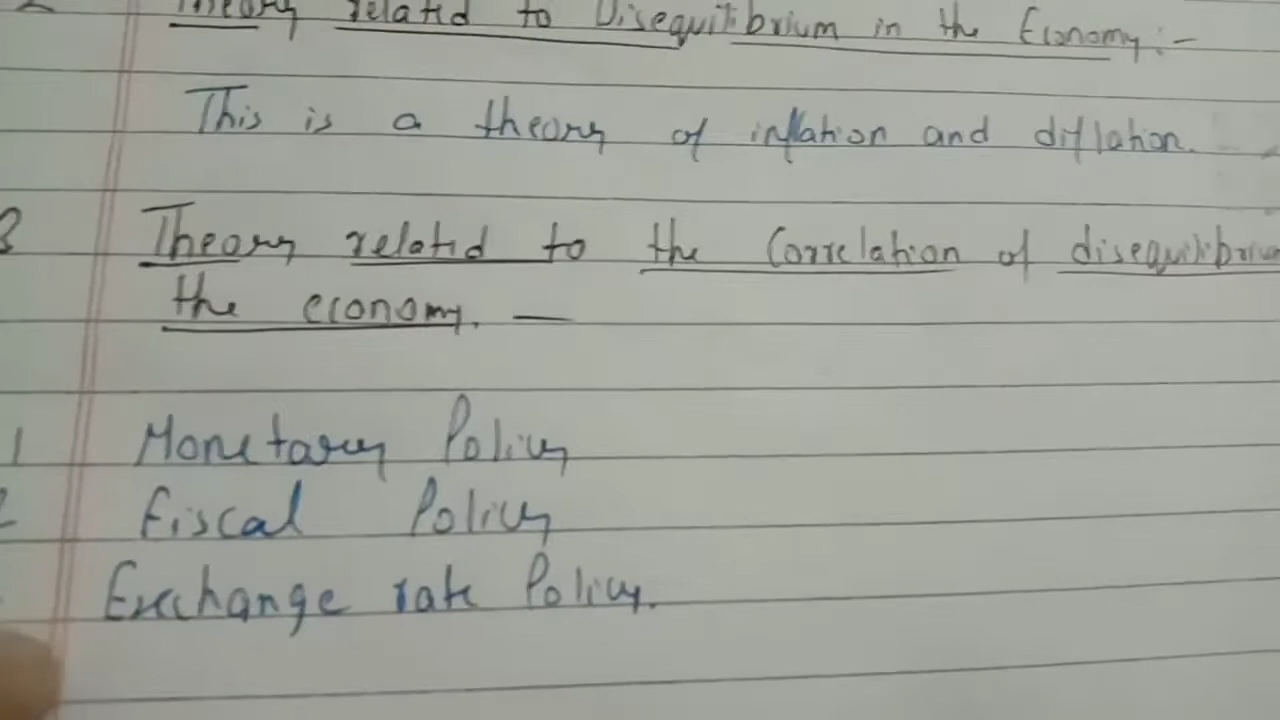 Theory related to Disequilibrium in the Economy :-
This is a theory of inflation and diflation.
3 Theory related to the Correlation of disequilibrium
the economy. —
1 Monetary Policy
2 Fiscal Policy
Exchange rate Policy.